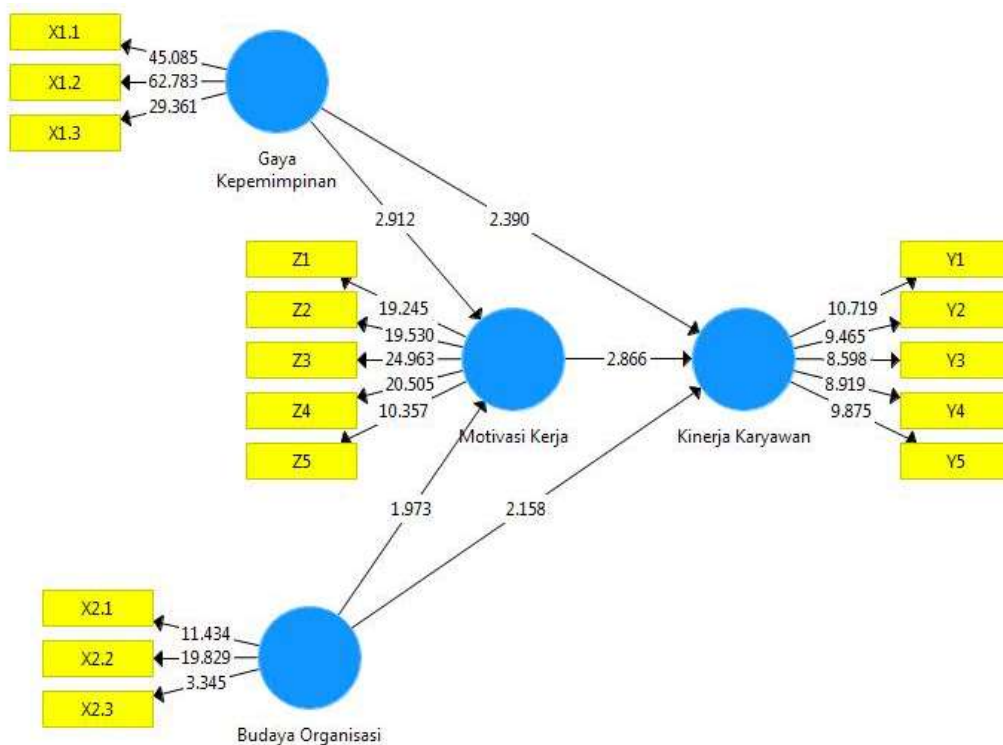 X1.1
45.085
X1.2
62.783
X1.3
29.361
Gaya
Kepemimpinan
2.912
2.390
Z1
19.245
Z2
19.530
Z3
24.963
Z4
20.505
Z5
10.357
Motivasi Kerja
2.866
Kinerja Karyawan
10.719
Y1
9.465
Y2
8.598
Y3
8.919
Y4
9.875
Y5
1.973
2.158
X2.1
11.434
X2.2
19.829
X2.3
3.345
Budaya Organisasi